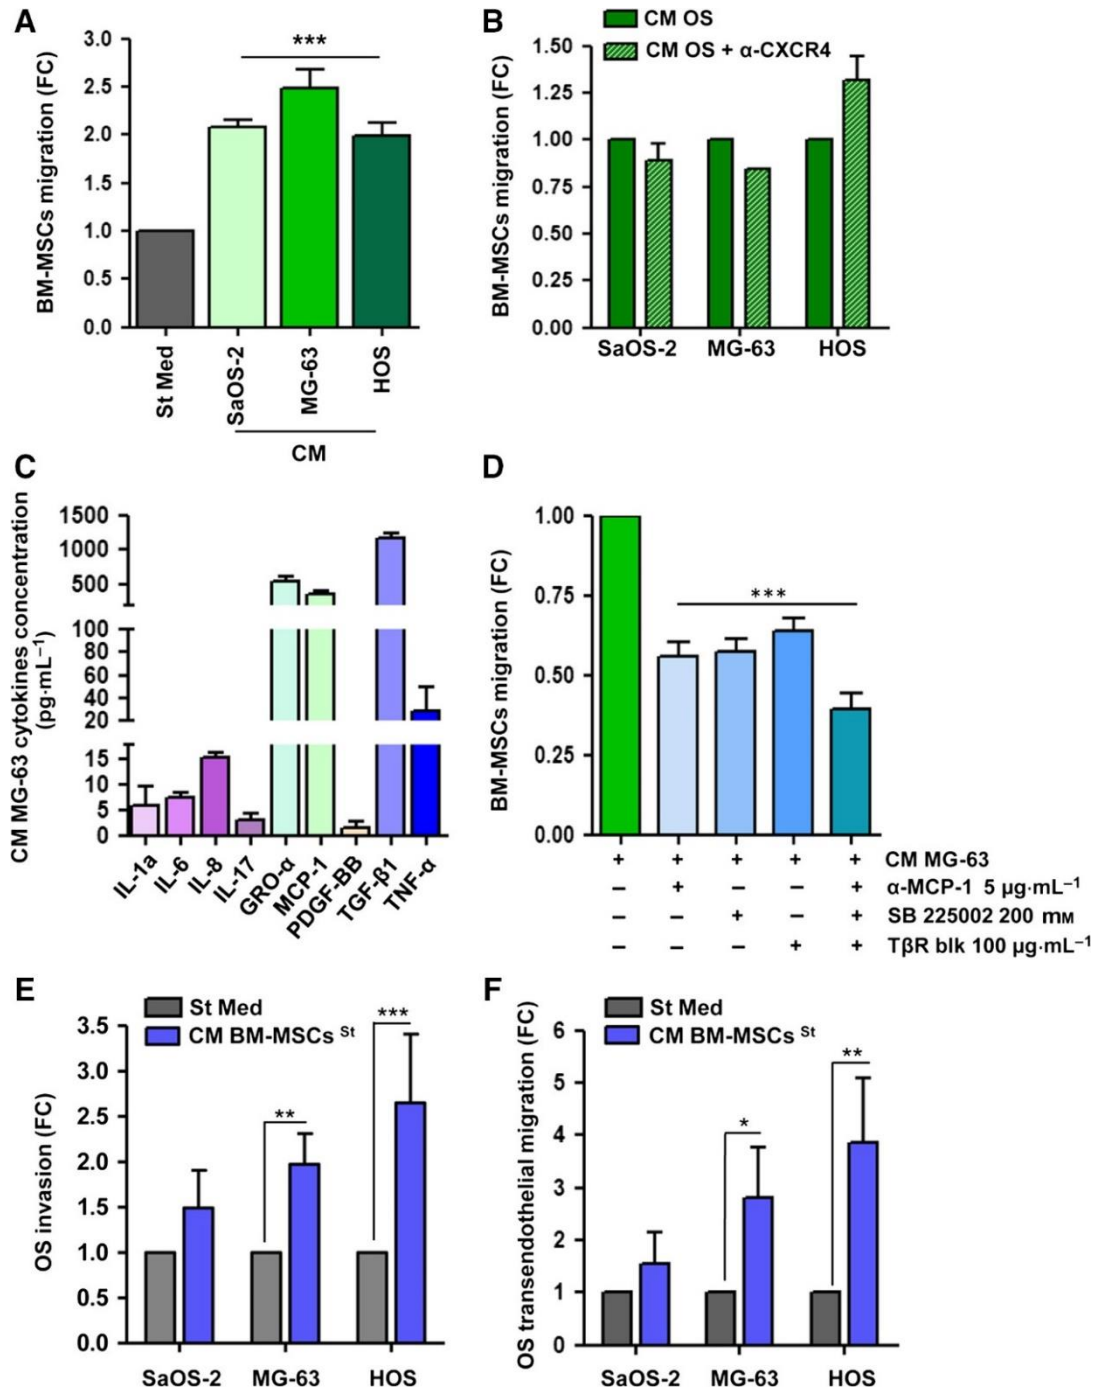 A
BM-MSCs migration (FC)
3.0
2.5
2.0
1.5
1.0
0.5
0.0
***
St Med
SaOS-2
MG-63
HOS
CM
B
CM OS
CM OS + α-CXCR4
BM-MSCs migration (FC)
1.50
1.25
1.00
0.75
0.50
0.25
0.00
SaOS-2 MG-63 HOS
C
CM MG-63 cytokines concentration
(pg·mL⁻¹)
1500
1000
500
100
80
60
40
20
15
10
5
0
IL-1a
IL-6
IL-8
IL-17
GRO-α
MCP-1
PDGF-BB
TGF-β1
TNF-α
D
BM-MSCs migration (FC)
1.00
0.75
0.50
0.25
0.00
***
+ + + + + CM MG-63
– + – – + α-MCP-1 5 µg·mL⁻¹
– – + – + SB 225002 200 mM
– – – + + TβR blk 100 µg·mL⁻¹
E
St Med
CM BM-MSCs St
OS invasion (FC)
3.5
3.0
2.5
2.0
1.5
1.0
0.5
0.0
**
***
SaOS-2 MG-63 HOS
F
St Med
CM BM-MSCs St
OS transendothelial migration (FC)
6
5
4
3
2
1
0
*
**
SaOS-2 MG-63 HOS